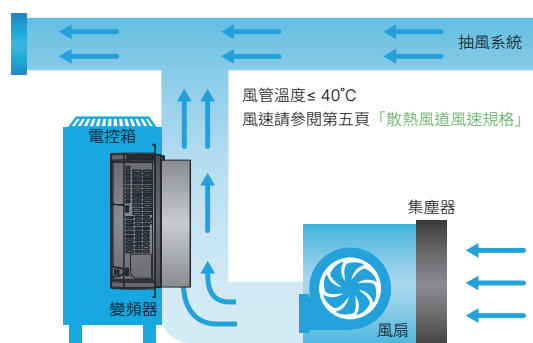 抽風系統
風管溫度≤ 40˚C
風速請參閱第五頁「散熱風道風速規格」
電控箱
集塵器
變頻器
風扇